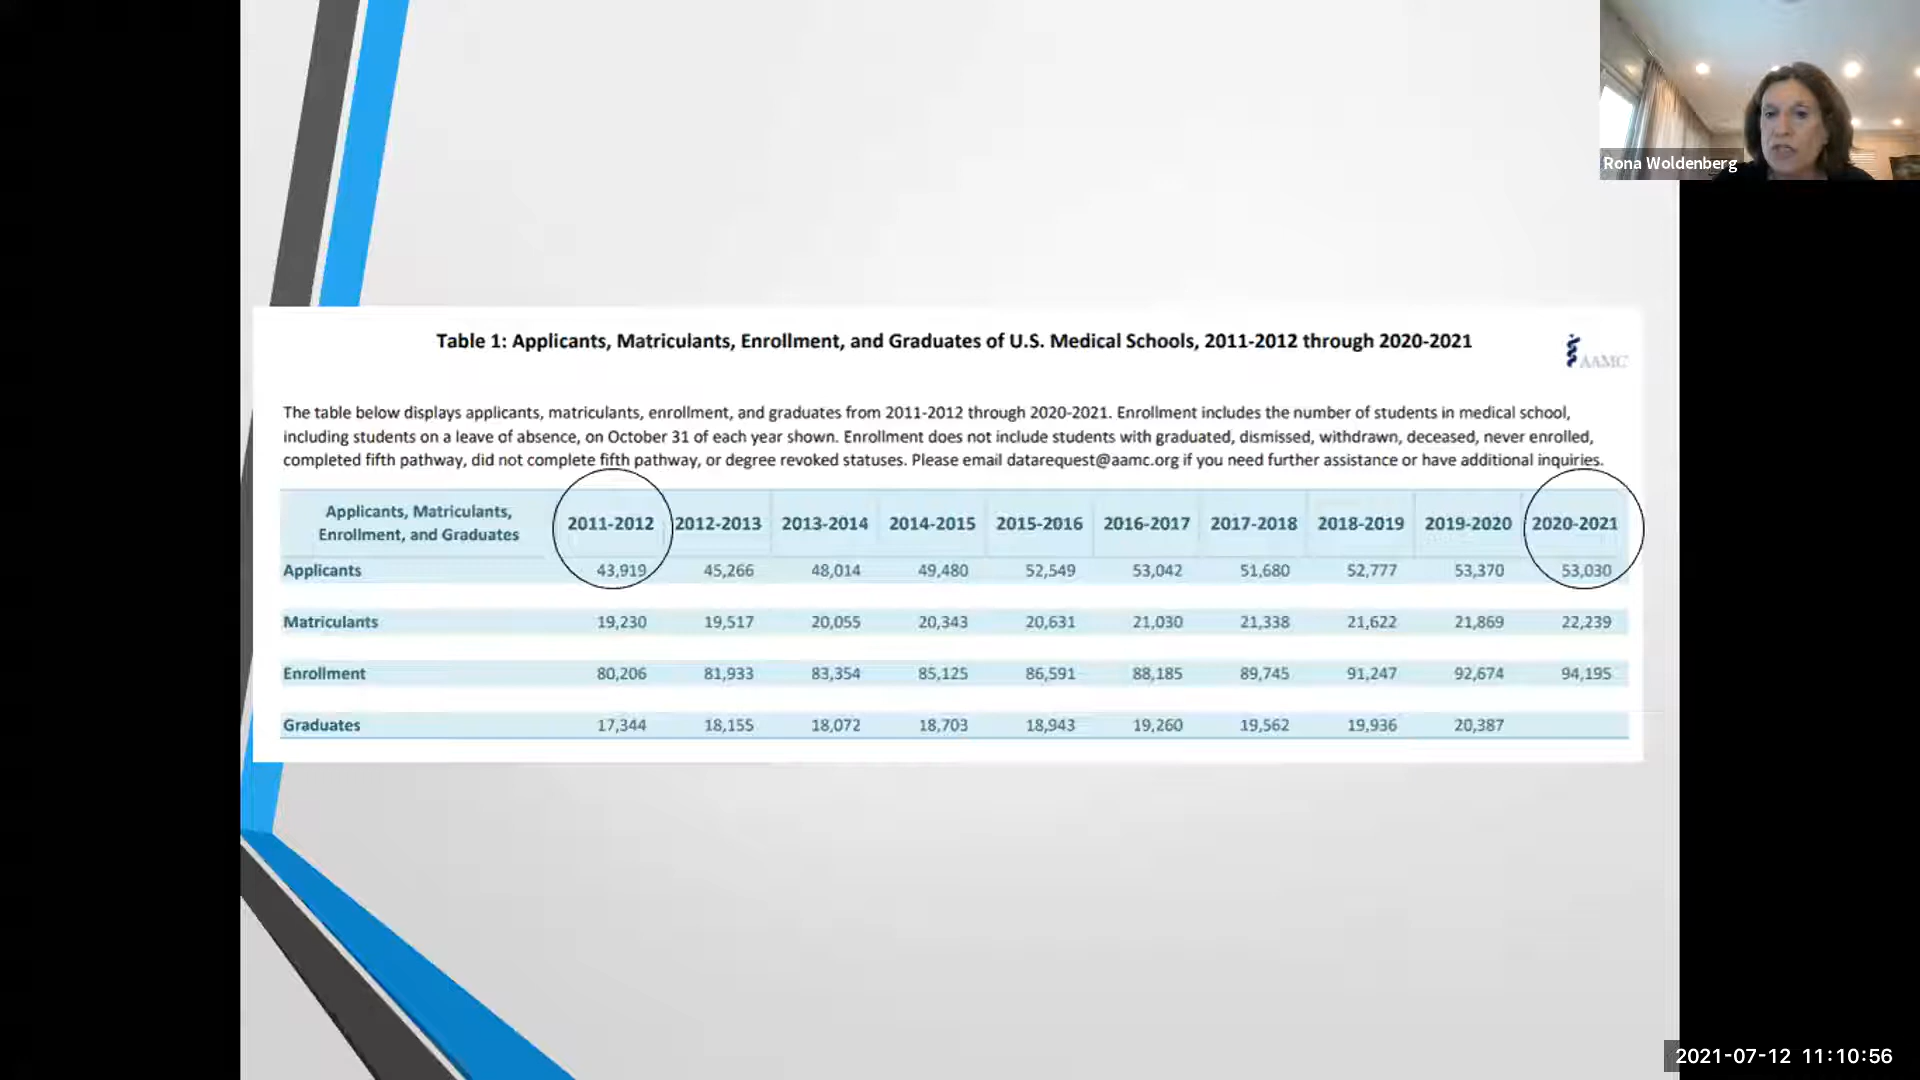 Rona Woldenberg
Table 1: Applicants, Matriculants, Enrollment, and Graduates of U.S. Medical Schools, 2011-2012 through 2020-2021
AAMC
The table below displays applicants, matriculants, enrollment, and graduates from 2011-2012 through 2020-2021. Enrollment includes the number of students in medical school,
including students on a leave of absence, on October 31 of each year shown. Enrollment does not include students with graduated, dismissed, withdrawn, deceased, never enrolled,
completed fifth pathway, did not complete fifth pathway, or degree revoked statuses. Please email datarequest@aamc.org if you need further assistance or have additional inquiries.
Applicants, Matriculants,
Enrollment, and Graduates 2011-2012 2012-2013 2013-2014 2014-2015 2015-2016 2016-2017 2017-2018 2018-2019 2019-2020 2020-2021
Applicants 43,919 45,266 48,014 49,480 52,549 53,042 51,680 52,777 53,370 53,030
Matriculants 19,230 19,517 20,055 20,343 20,631 21,030 21,338 21,622 21,869 22,239
Enrollment 80,206 81,933 83,354 85,125 86,591 88,185 89,745 91,247 92,674 94,195
Graduates 17,344 18,155 18,072 18,703 18,943 19,260 19,562 19,936 20,387
2021-07-12 11:10:56